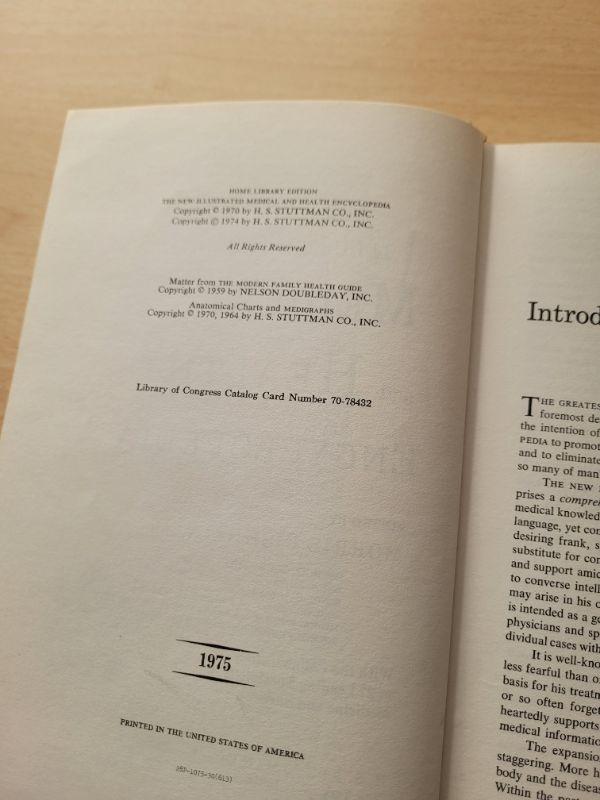 HOME LIBRARY EDITION
THE NEW ILLUSTRATED MEDICAL AND HEALTH ENCYCLOPEDIA
Copyright © 1970 by H. S. STUTTMAN CO., INC.
Copyright © 1974 by H. S. STUTTMAN CO., INC.
All Rights Reserved
Matter from THE MODERN FAMILY HEALTH GUIDE
Copyright © 1959 by NELSON DOUBLEDAY, INC.
Anatomical Charts and MEDIGRAPHS
Copyright © 1970, 1964 by H. S. STUTTMAN CO., INC.
Library of Congress Catalog Card Number 70-78432
1975
PRINTED IN THE UNITED STATES OF AMERICA
Introd
THE GREATES
foremost de
the intention of
PEDIA to promot
and to eliminate
so many of man
THE NEW
prises a compre
medical knowled
language, yet con
desiring frank, s
substitute for con
and support amic
to converse intell
may arise in his c
is intended as a ge
physicians and sp
dividual cases with
It is well-kno
less fearful than o
basis for his treatm
or so often forget
heartedly supports
medical informatio
The expansion
staggering. More h
body and the diseas
Within the past